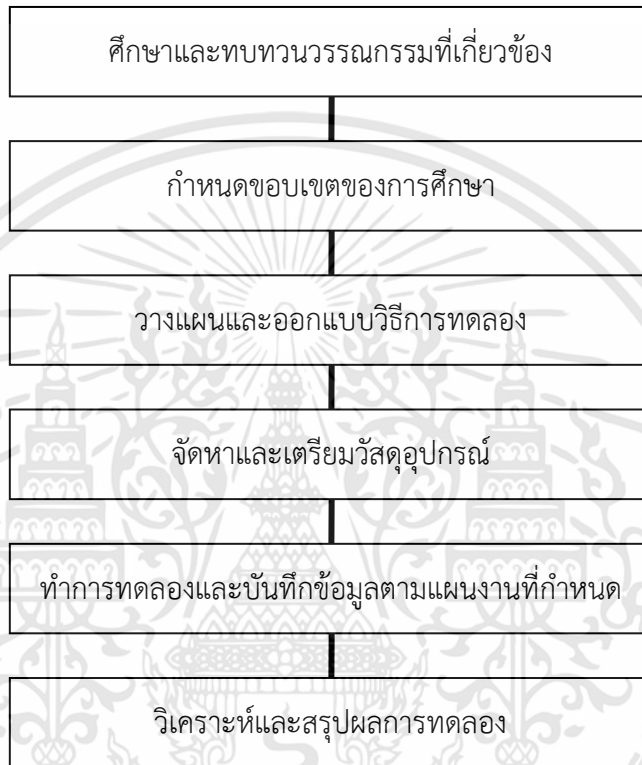 ศึกษาและทบทวนวรรณกรรมที่เกี่ยวข้อง
กำหนดขอบเขตของการศึกษา
วางแผนและออกแบบวิธีการทดลอง
จัดหาและเตรียมวัสดุอุปกรณ์
ทำการทดลองและบันทึกข้อมูลตามแผนงานที่กำหนด
วิเคราะห์และสรุปผลการทดลอง